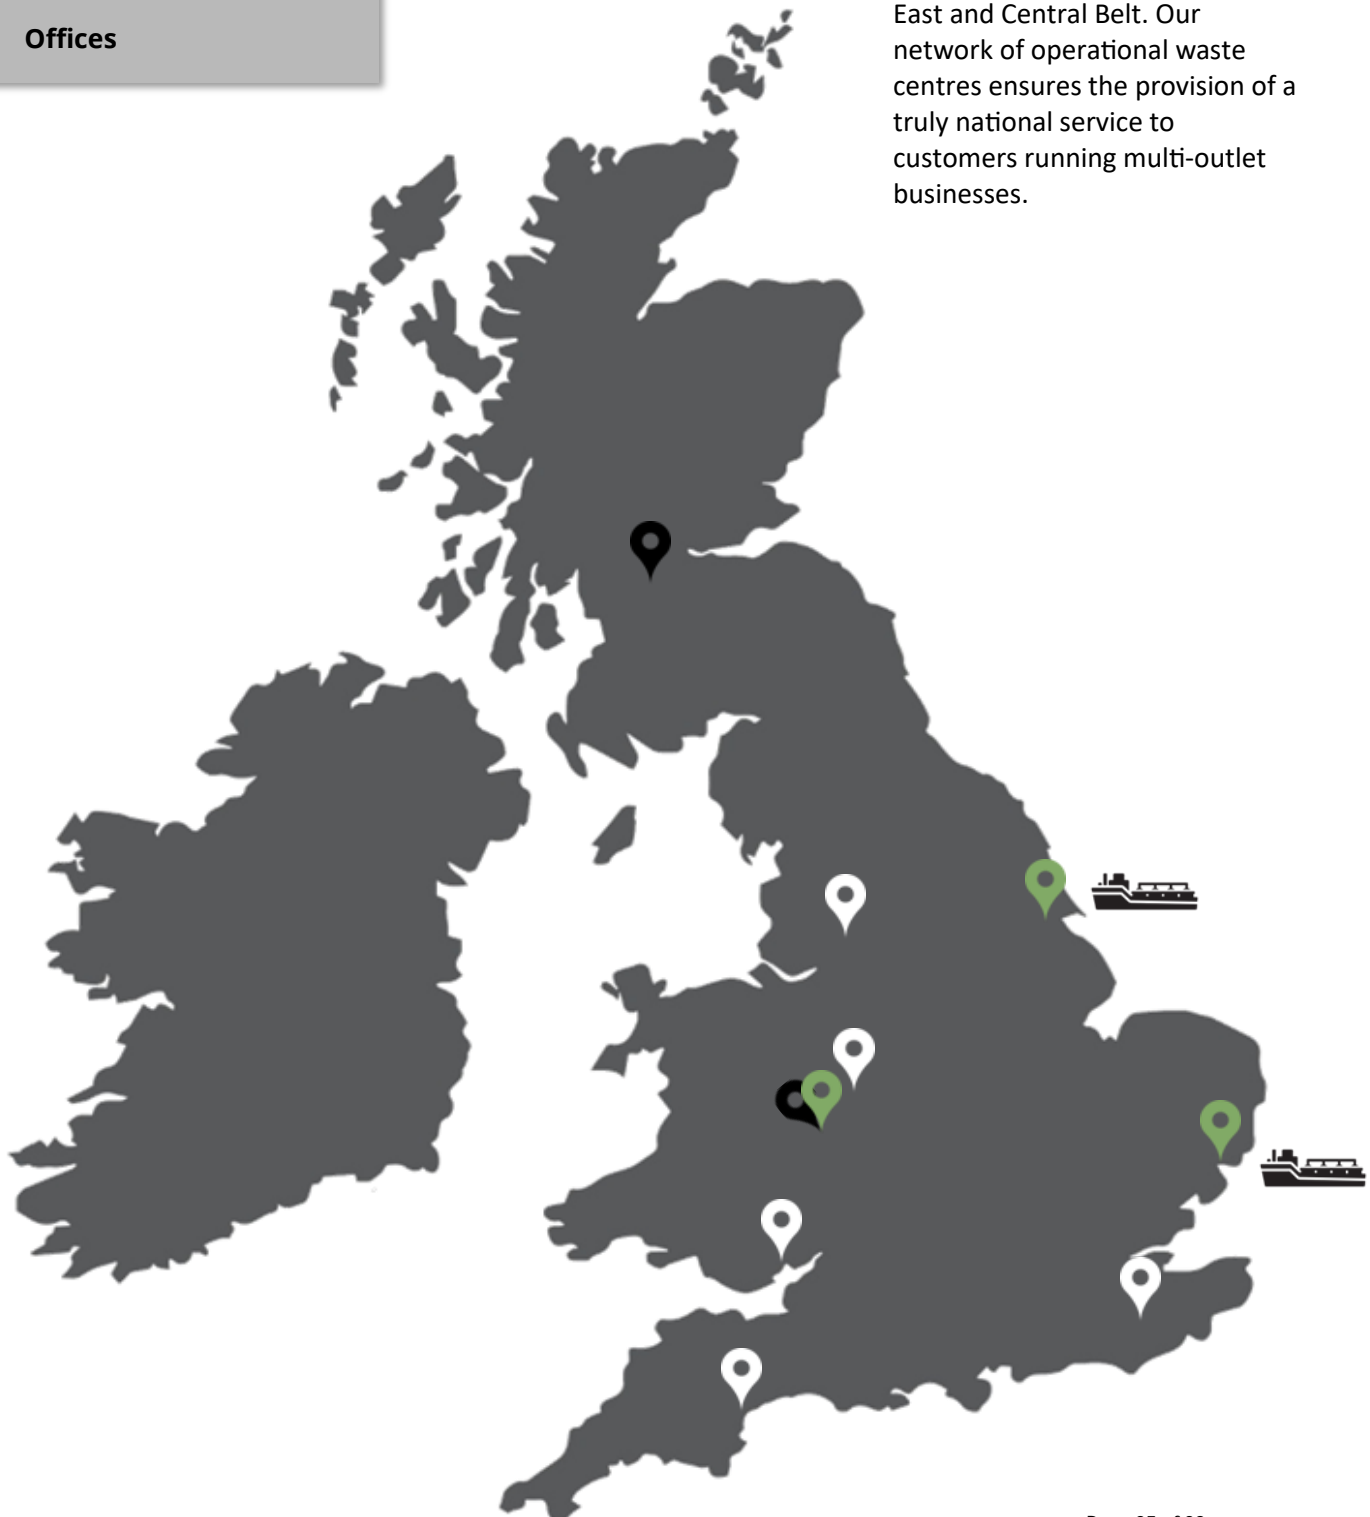 Offices
East and Central Belt. Our
network of operational waste
centres ensures the provision of a
truly national service to
customers running multi-outlet
businesses.